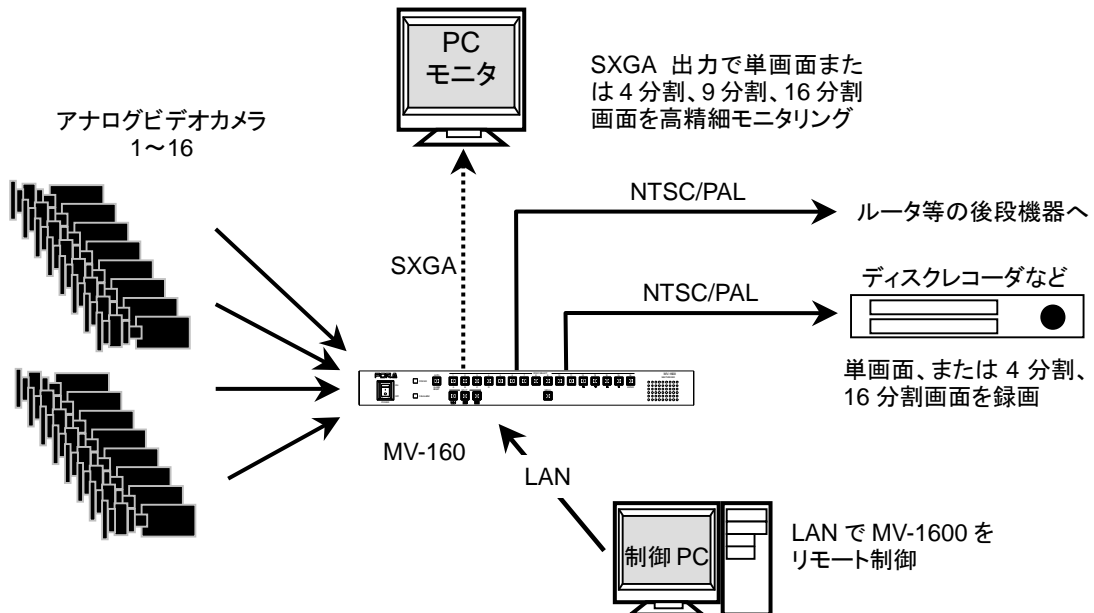 PC
モニタ
SXGA 出力で単画面また
は 4 分割、9 分割、16 分割
画面を高精細モニタリング
アナログビデオカメラ
1～16
NTSC/PAL
ルータ等の後段機器へ
SXGA
NTSC/PAL
ディスクレコーダなど
単画面、または 4 分割、
16 分割画面を録画
MV-160
LAN
制御 PC
LAN で MV-1600 を
リモート制御